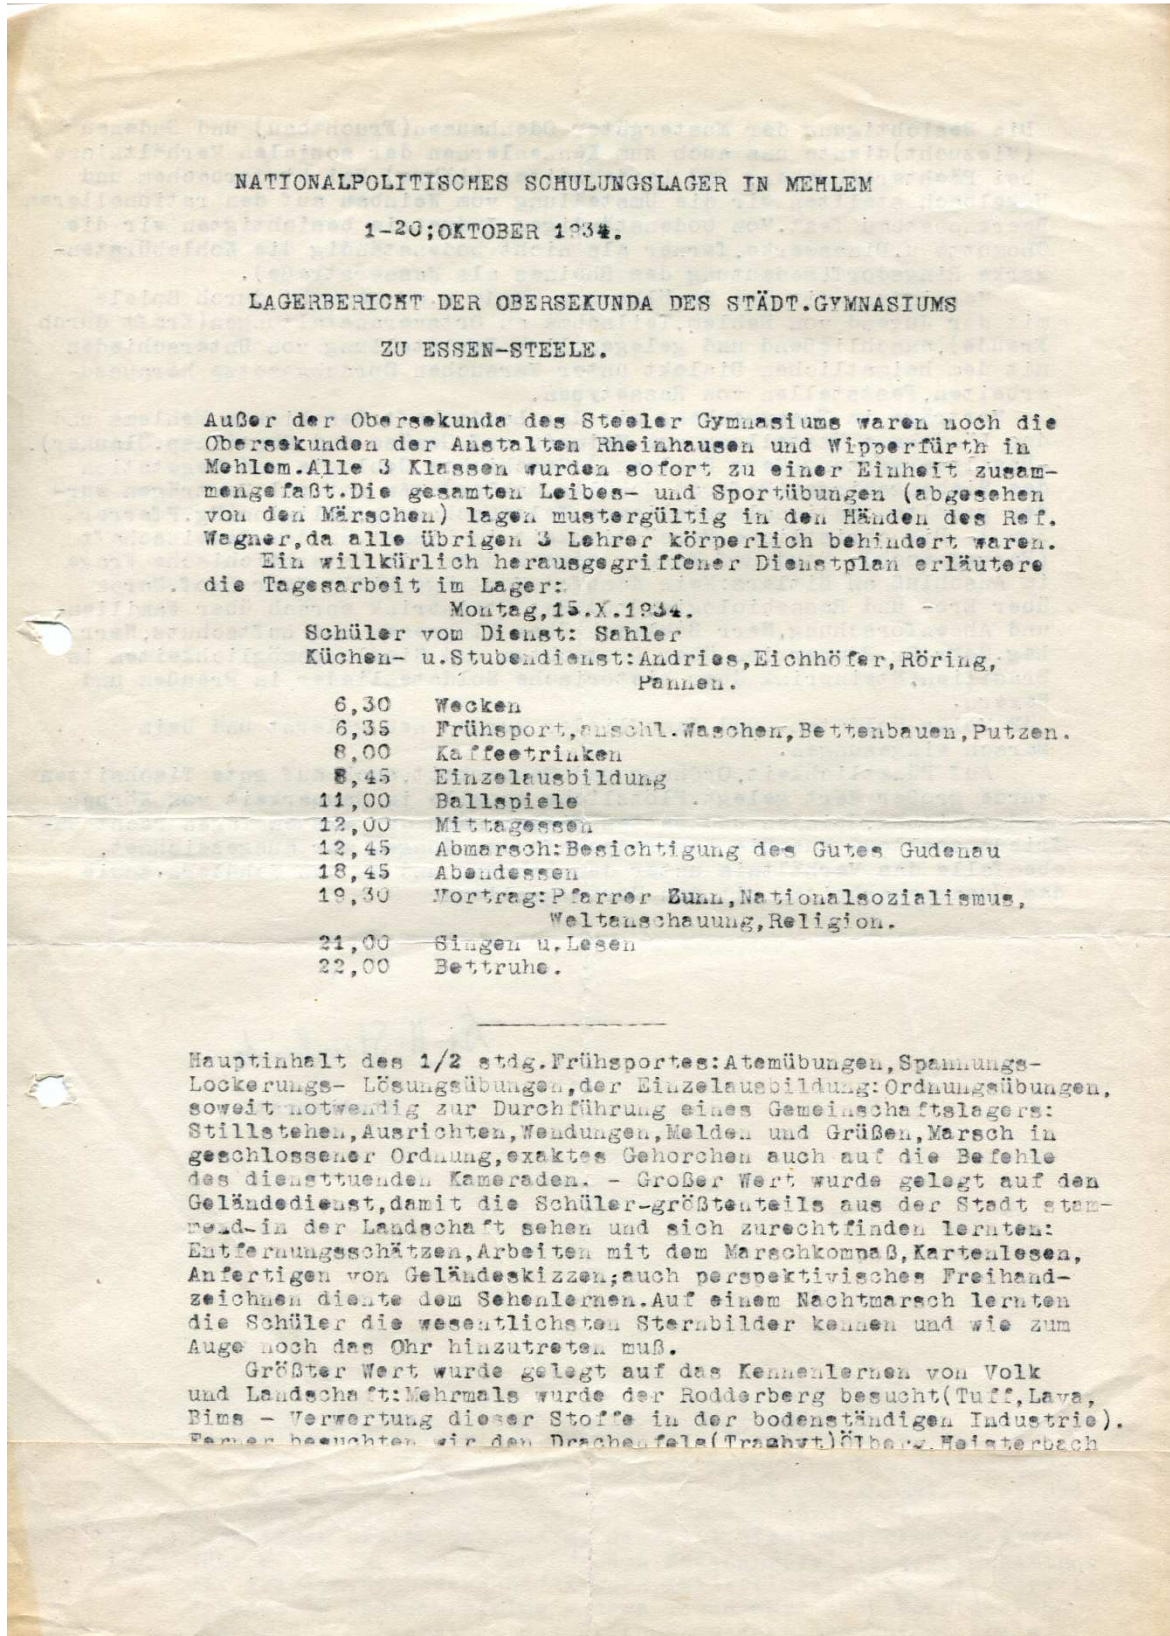 NATIONALPOLITISCHES SCHULUNGSLAGER IN MEHLEM
1-20;OKTOBER 1934.
LAGERBERICHT DER OBERSEKUNDA DES STÄDT.GYMNASIUMS
ZU ESSEN-STEELE.
Außer der Obersekunda des Steeler Gymnasiums waren noch die
Obersekunden der Anstalten Rheinhausen und Wipperfürth in
Mehlem.Alle 3 Klassen wurden sofort zu einer Einheit zusam-
mengefaßt.Die gesamten Leibes- und Sportübungen (abgesehen
von den Märschen) lagen mustergültig in den Händen des Ref.
Wagner,da alle übrigen 3 Lehrer körperlich behindert waren.
Ein willkürlich herausgegriffener Dienstplan erläutere
die Tagesarbeit im Lager:
Montag,15.X.1934.
Schüler vom Dienst: Sahler
Küchen- u.Stubendienst:Andries,Eichhöfer,Röring,
Pannen.
6,30 Wecken
6,35 Frühsport,anschl.Waschen,Bettenbauen,Putzen.
8,00 Kaffeetrinken
8,45 Einzelausbildung
11,00 Ballspiele
12,00 Mittagessen
12,45 Abmarsch:Besichtigung des Gutes Gudenau
18,45 Abendessen
19,30 Vortrag:Pfarrer Zunn,Nationalsozialismus,
Weltanschauung,Religion.
21,00 Singen u.Lesen
22,00 Bettruhe.
Hauptinhalt des 1/2 stdg.Frühsportes:Atemübungen,Spannungs-
Lockerungs- Lösungsübungen,der Einzelausbildung:Ordnungsübungen,
soweit notwendig zur Durchführung eines Gemeinschaftslagers:
Stillstehen,Ausrichten,Wendungen,Melden und Grüßen,Marsch in
geschlossener Ordnung,exaktes Gehorchen auch auf die Befehle
des diensttuenden Kameraden. - Großer Wert wurde gelegt auf den
Geländedienst,damit die Schüler-größtenteils aus der Stadt stam-
mend-in der Landschaft sehen und sich zurechtfinden lernten:
Entfernungsschätzen,Arbeiten mit dem Marschkompaß,Kartenlesen,
Anfertigen von Geländeskizzen;auch perspektivisches Freihand-
zeichnen diente dem Sehenlernen.Auf einem Nachtmarsch lernten
die Schüler die wesentlichsten Sternbilder kennen und wie zum
Auge noch das Ohr hinzutreten muß.
Größter Wert wurde gelegt auf das Kennenlernen von Volk
und Landschaft:Mehrmals wurde der Rodderberg besucht(Tuff,Lava,
Bims - Verwertung dieser Stoffe in der bodenständigen Industrie).
Ferner besuchten wir den Drachenfels(Trachyt)Ölberg,Heisterbach